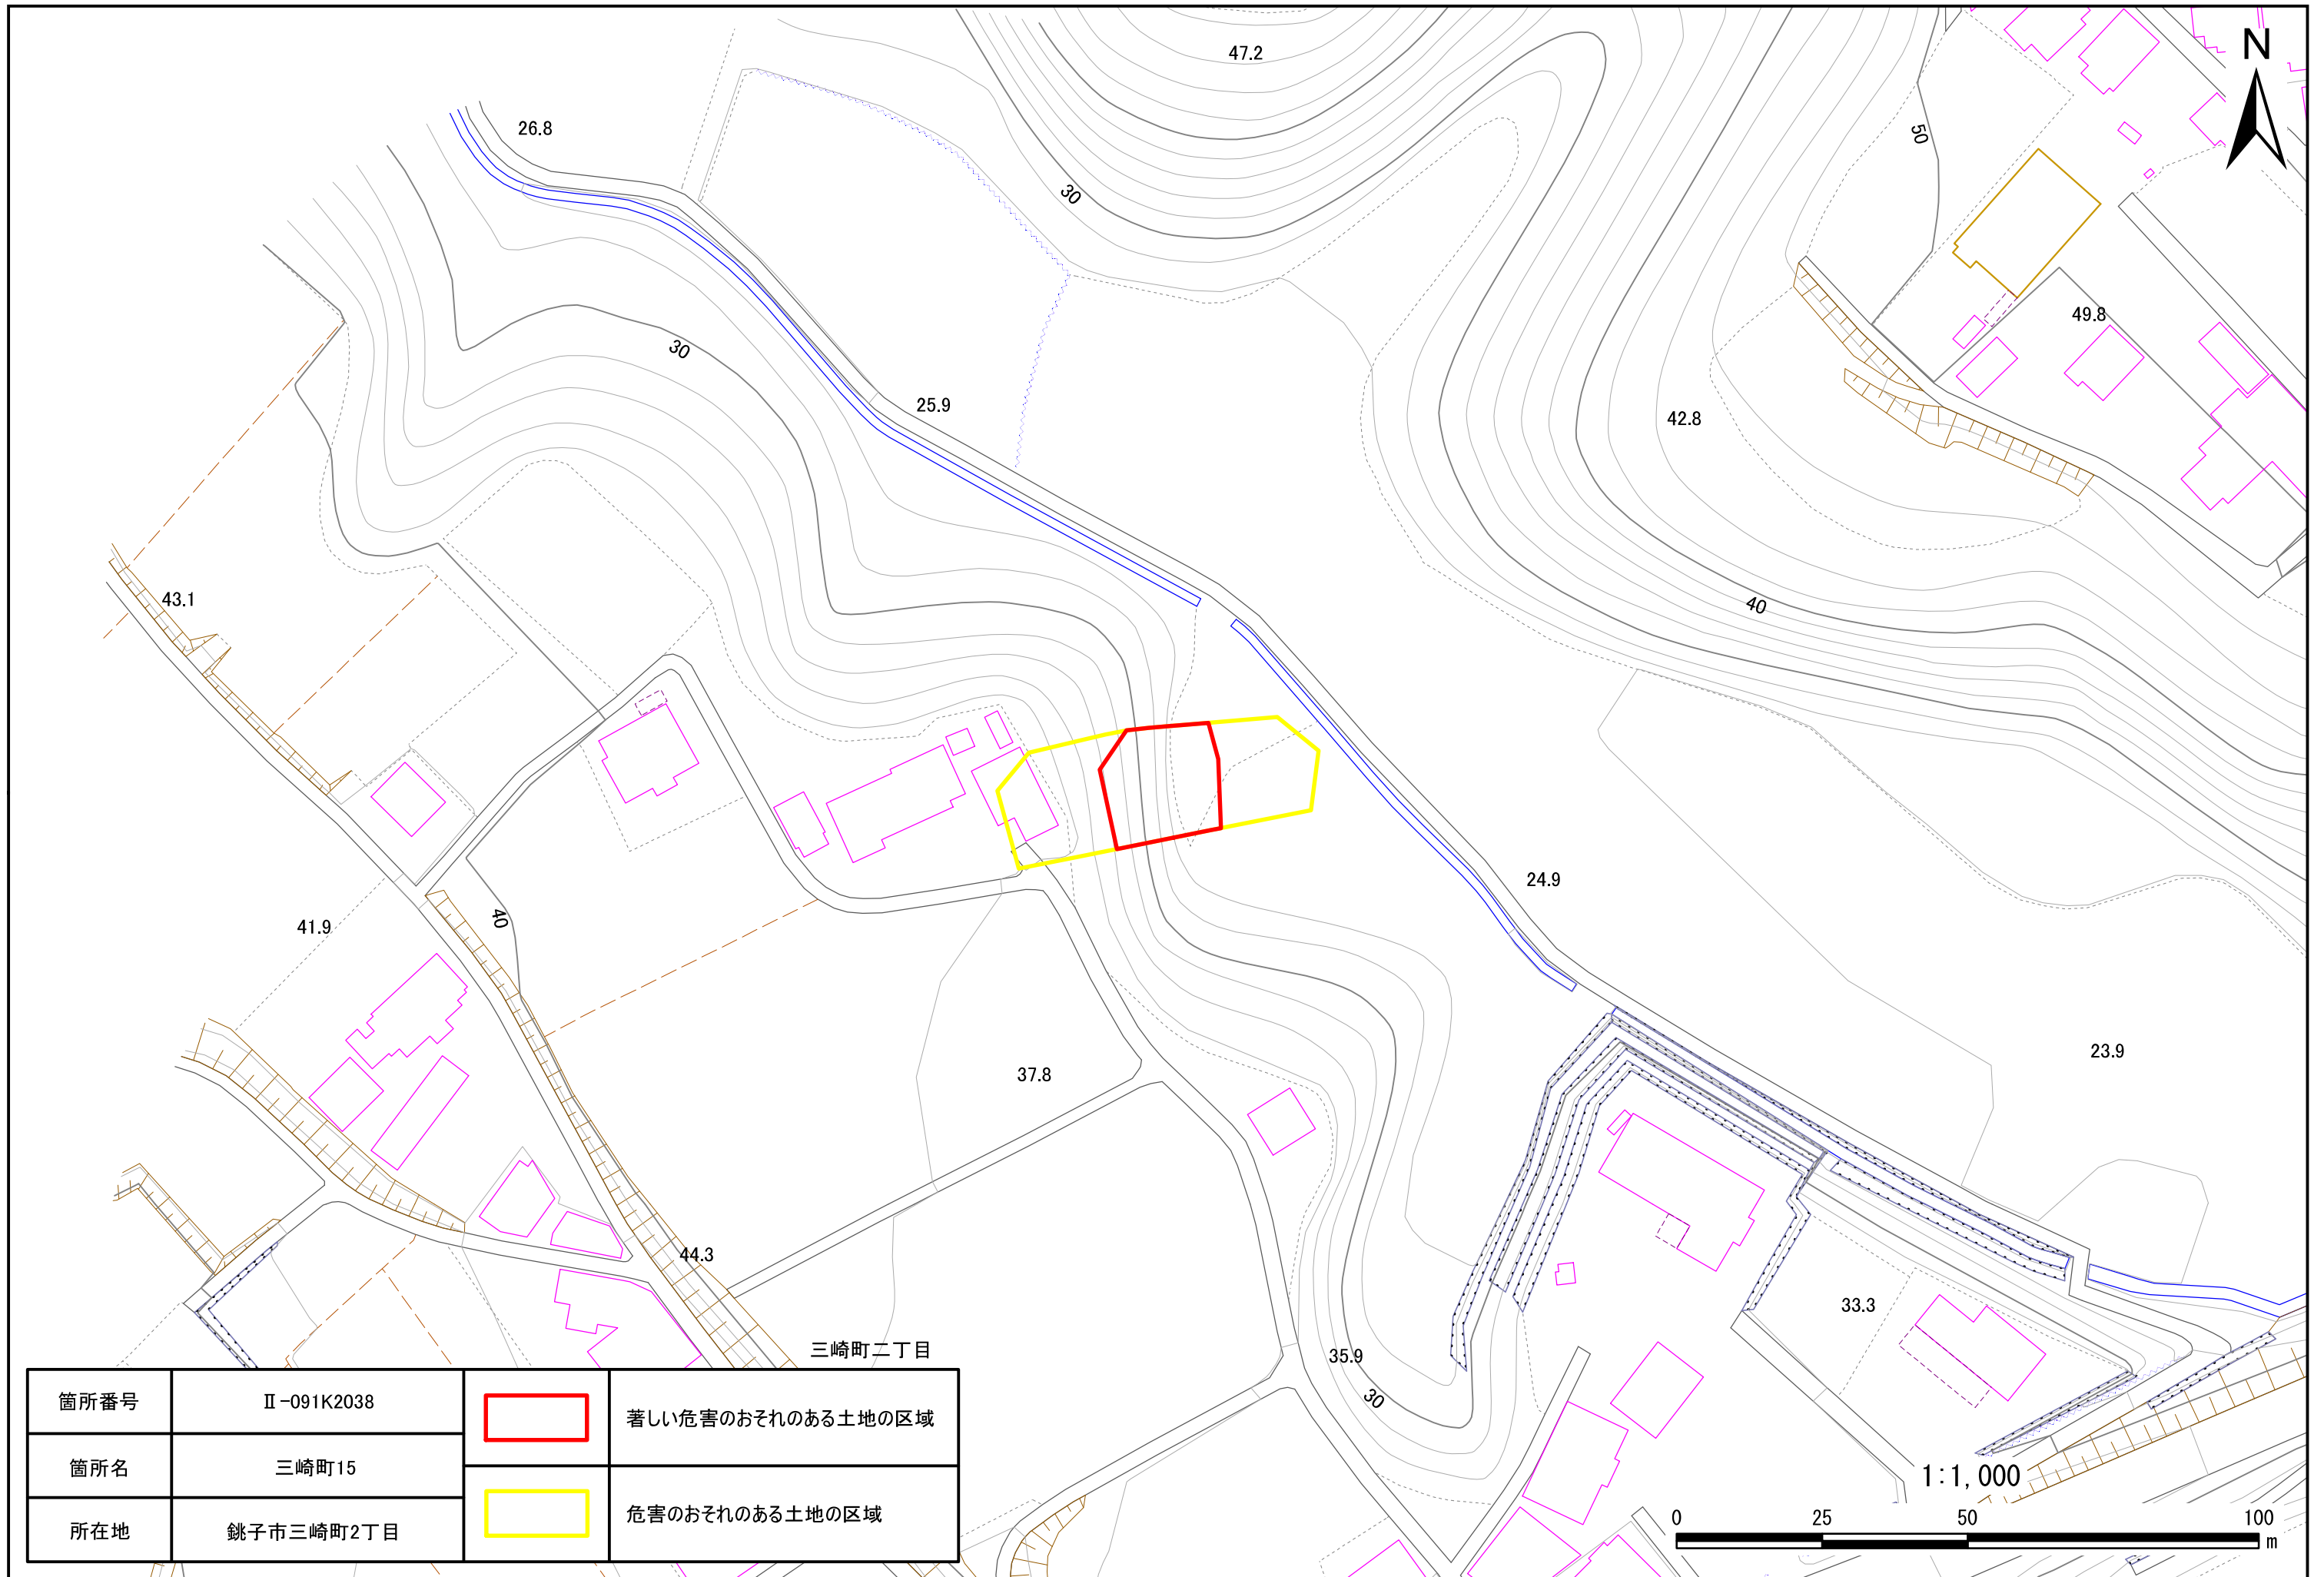 47.2
N
26.8
50
30
49.8
30
25.9
42.8
43.1
40
24.9
40
41.9
23.9
37.8
44.3
33.3
三崎町二丁目
35.9
30
箇所番号 Ⅱ-091K2038
箇所名 三崎町15
所在地 銚子市三崎町2丁目
著しい危害のおそれのある土地の区域
危害のおそれのある土地の区域
1:1,000
0 25 50 100
m